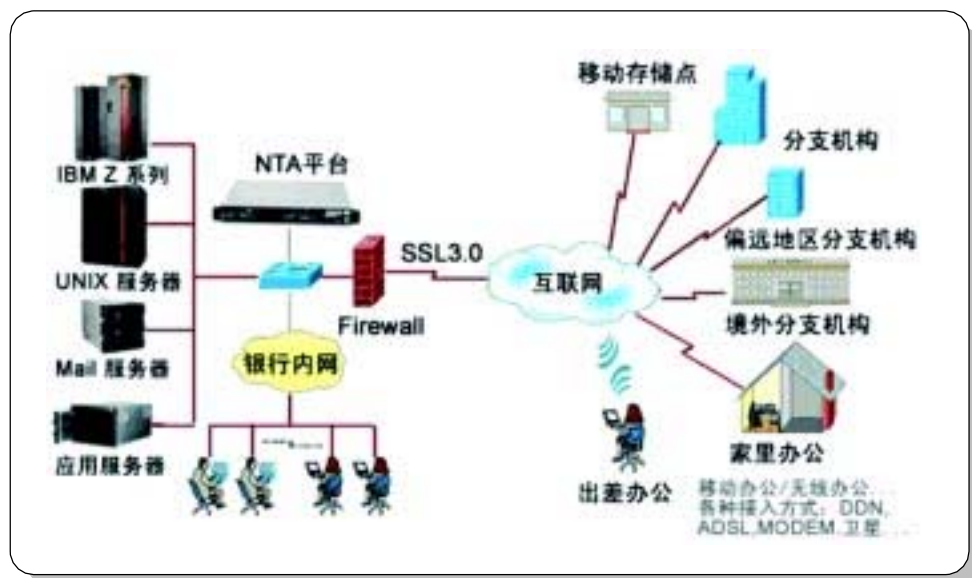 移动存储点
分支机构
NTA平台
IBM Z 系列
偏远地区分支机构
SSL3.0
互联网
UNIX 服务器
Firewall
境外分支机构
银行内网
Mail 服务器
家里办公
应用服务器
出差办公
移动办公/无线办公...
各种接入方式：DDN,
ADSL,MODEM.卫星...